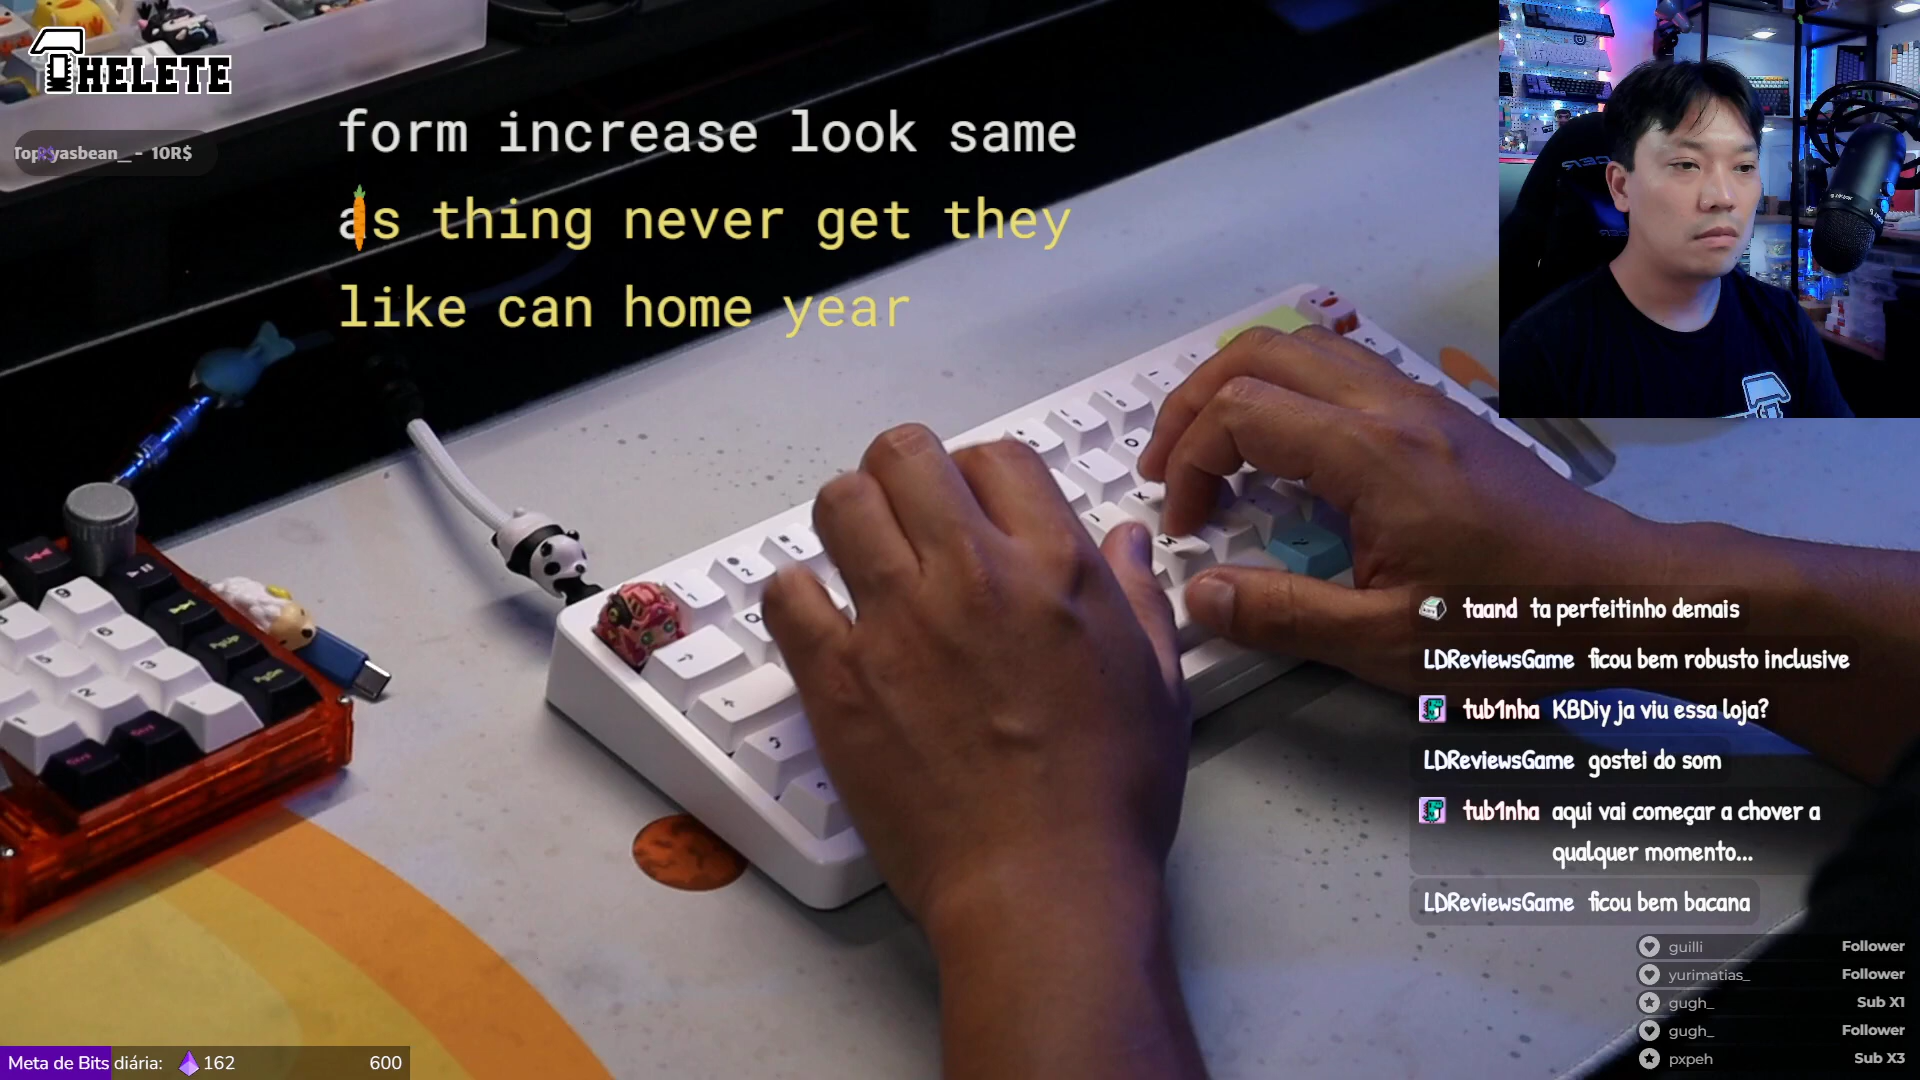 THELETE
Top: yasbean__ - 10R$
form increase look same
as thing never get they
like can home year
taand ta perfeitinho demais
LDReviewsGame ficou bem robusto inclusive
tub1nha KBDiy ja viu essa loja?
LDReviewsGame gostei do som
tub1nha aqui vai começar a chover a
qualquer momento...
LDReviewsGame ficou bem bacana
guilli Follower
yurimatias_ Follower
gugh_ Sub X1
gugh_ Follower
pxpeh Sub X3
Meta de Bits diária: 162 600